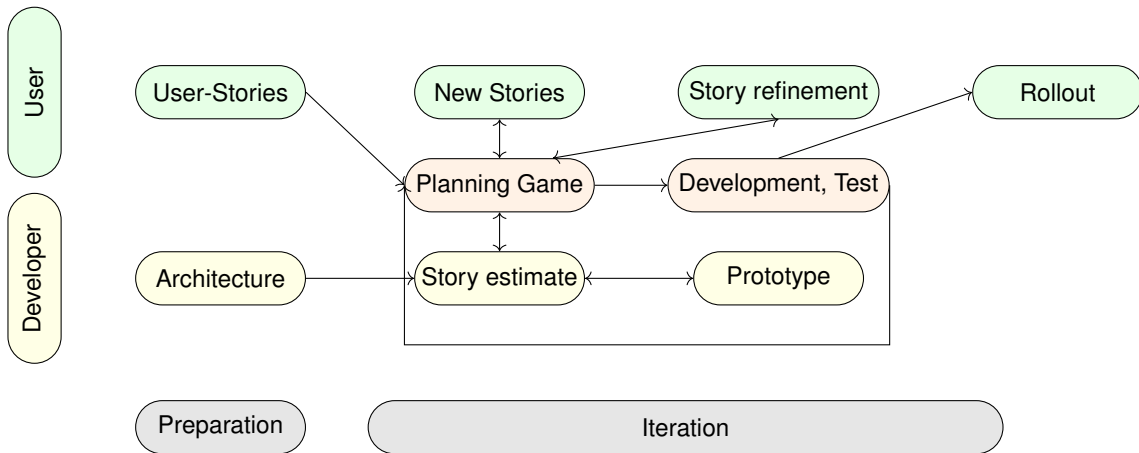 User
User-Stories
New Stories
Story refinement
Rollout
Planning Game
Development, Test
Developer
Architecture
Story estimate
Prototype
Preparation
Iteration